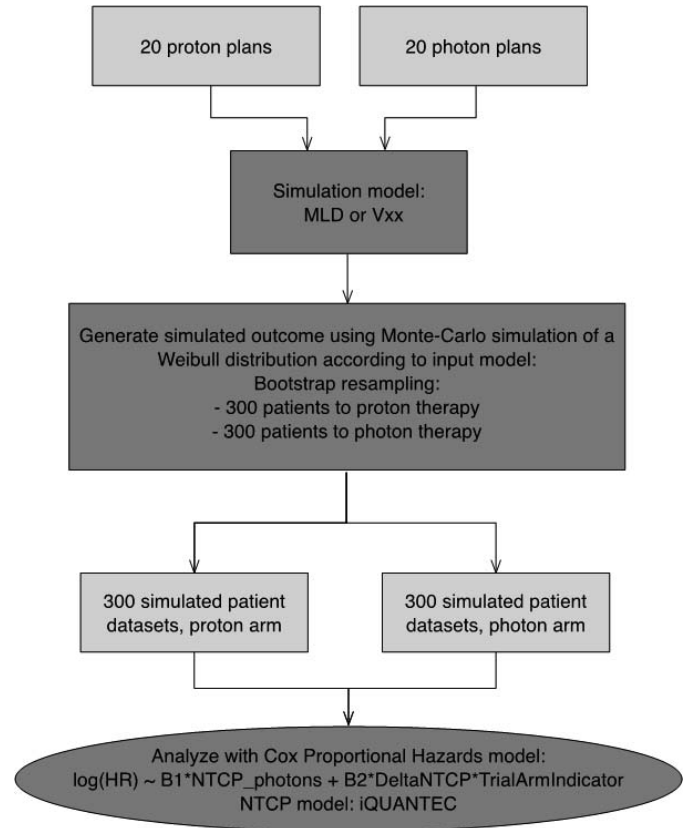 20 proton plans
20 photon plans
Simulation model:
MLD or Vxx
Generate simulated outcome using Monte-Carlo simulation of a
Weibull distribution according to input model:
Bootstrap resampling:
- 300 patients to proton therapy
- 300 patients to photon therapy
300 simulated patient
datasets, proton arm
300 simulated patient
datasets, photon arm
Analyze with Cox Proportional Hazards model:
log(HR) ~ B1*NTCP_photons + B2*DeltaNTCP*TrialArmIndicator
NTCP model: iQUANTEC